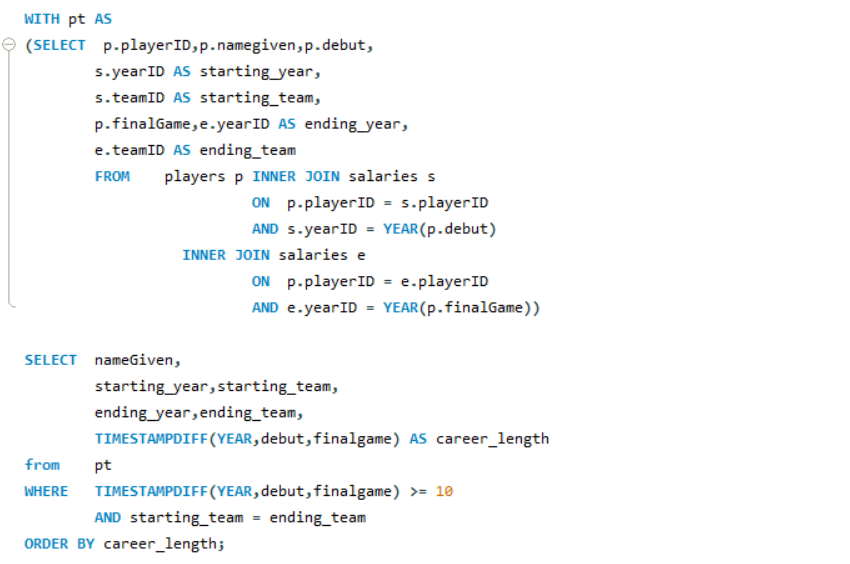 WITH pt AS
(SELECT p.playerID,p.namegiven,p.debut,
s.yearID AS starting_year,
s.teamID AS starting_team,
p.finalGame,e.yearID AS ending_year,
e.teamID AS ending_team
FROM players p INNER JOIN salaries s
ON p.playerID = s.playerID
AND s.yearID = YEAR(p.debut)
INNER JOIN salaries e
ON p.playerID = e.playerID
AND e.yearID = YEAR(p.finalGame))
SELECT nameGiven,
starting_year,starting_team,
ending_year,ending_team,
TIMESTAMPDIFF(YEAR,debut,finalgame) AS career_length
from pt
WHERE TIMESTAMPDIFF(YEAR,debut,finalgame) >= 10
AND starting_team = ending_team
ORDER BY career_length;